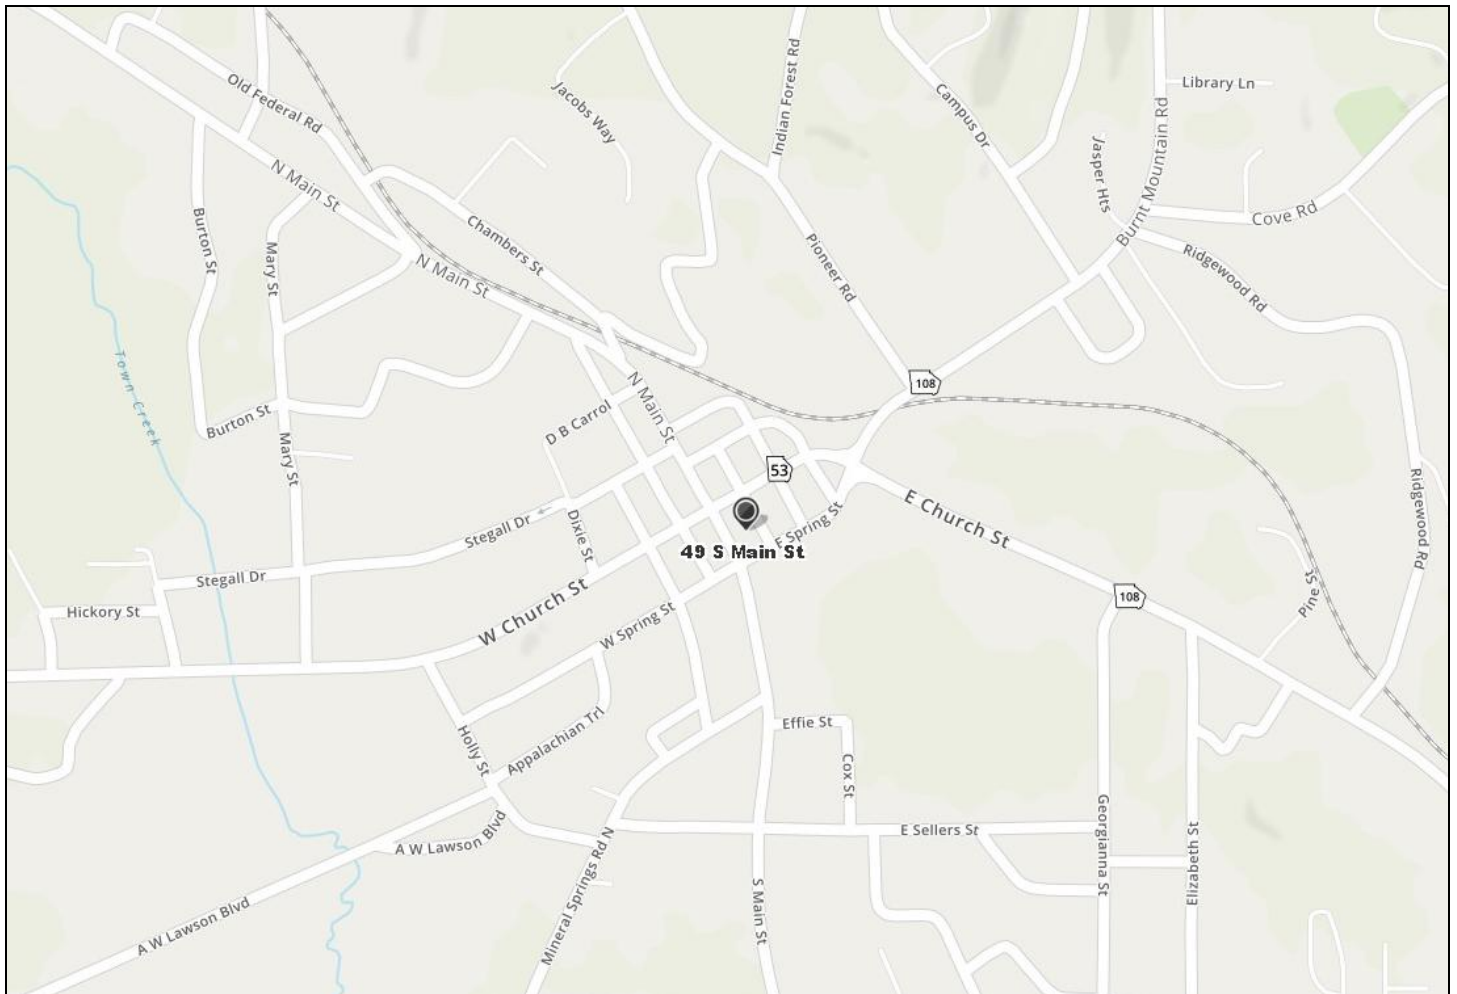 Library Ln
Old Federal Rd
Jacobs Way
Indian Forest Rd
Campus Dr
Burnt Mountain Rd
Jasper Hts
Cove Rd
N Main St
Burton St
Mary St
Chambers St
N Main St
Pioneer Rd
Ridgewood Rd
Town Creek
108
N Main St
D B Carrol
Burton St
Mary St
53
Ridgewood Rd
E Church St
Stegall Dr
Dixie St
E Spring St
49 S Main St
Stegall Dr
Hickory St
W Church St
W Spring St
108
Pine St
Effie St
Holly St
Appalachian Trl
Cox St
A W Lawson Blvd
E Sellers St
Georgianna St
Elizabeth St
Mineral Springs Rd N
S Main St
A W Lawson Blvd